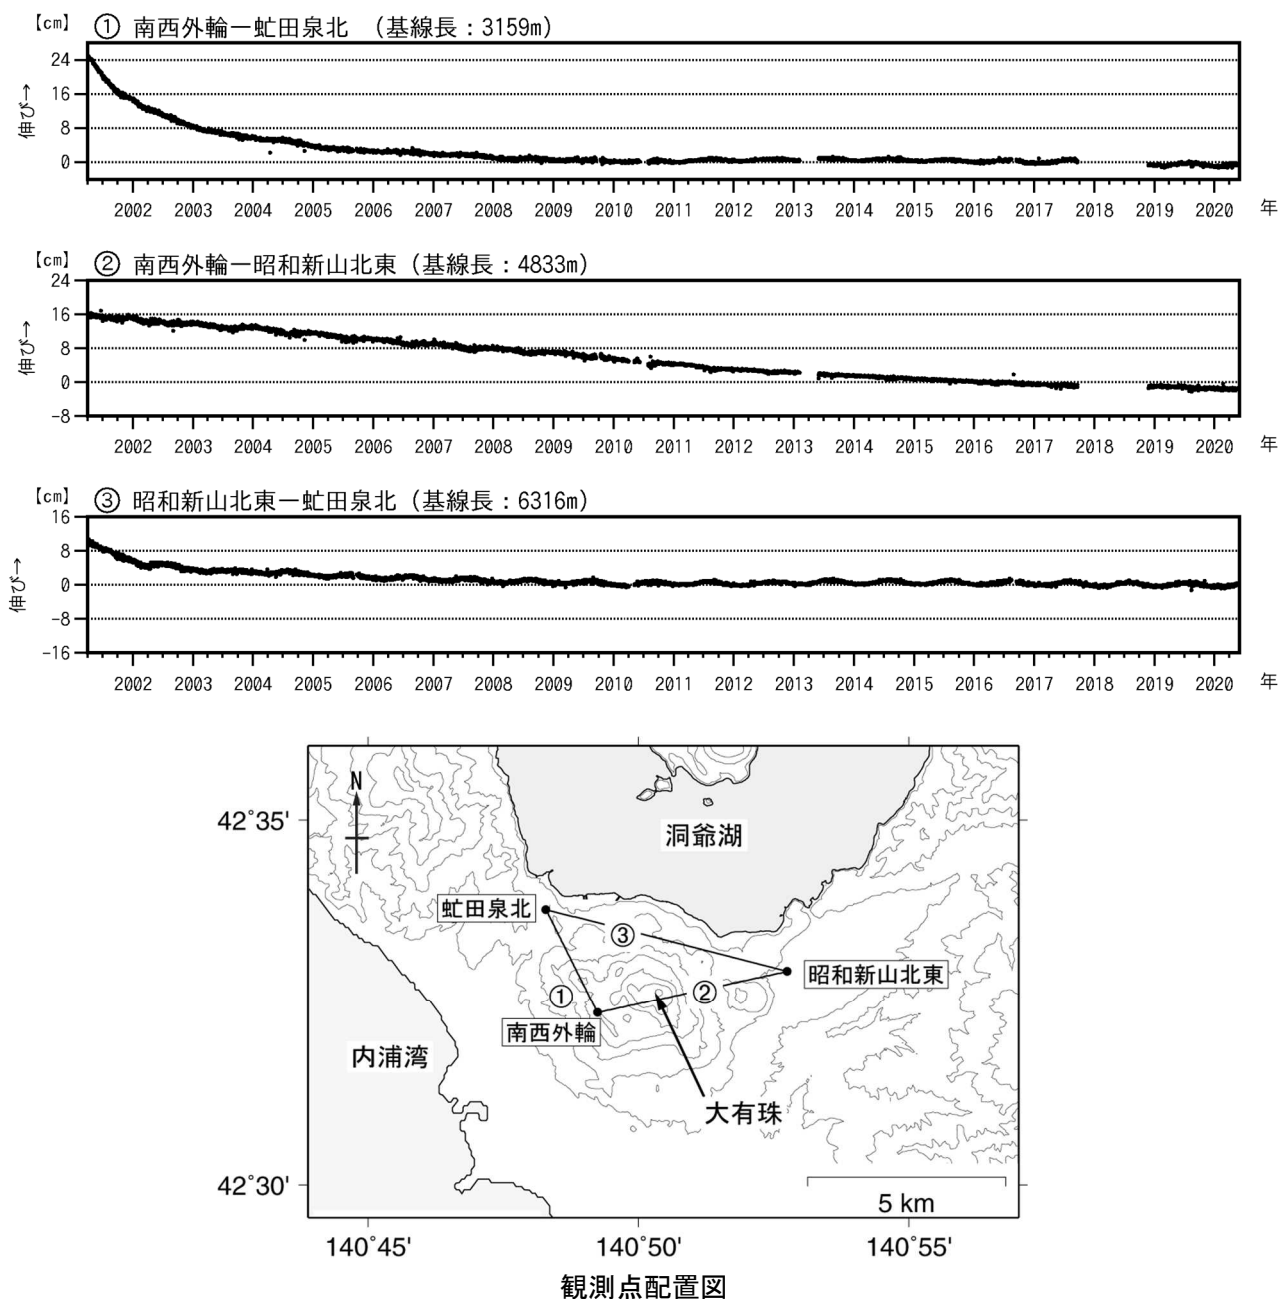 【cm】 ① 南西外輪ー虻田泉北 （基線長：3159m）
24
16
8
0
伸び→
2002 2003 2004 2005 2006 2007 2008 2009 2010 2011 2012 2013 2014 2015 2016 2017 2018 2019 2020 年
【cm】 ② 南西外輪ー昭和新山北東（基線長：4833m）
24
16
8
0
-8
伸び→
2002 2003 2004 2005 2006 2007 2008 2009 2010 2011 2012 2013 2014 2015 2016 2017 2018 2019 2020 年
【cm】 ③ 昭和新山北東ー虻田泉北（基線長：6316m）
16
8
0
-8
-16
伸び→
2002 2003 2004 2005 2006 2007 2008 2009 2010 2011 2012 2013 2014 2015 2016 2017 2018 2019 2020 年
N
42°35'
洞爺湖
虻田泉北
③
昭和新山北東
①
②
南西外輪
内浦湾
大有珠
42°30'
5 km
140°45' 140°50' 140°55'
観測点配置図